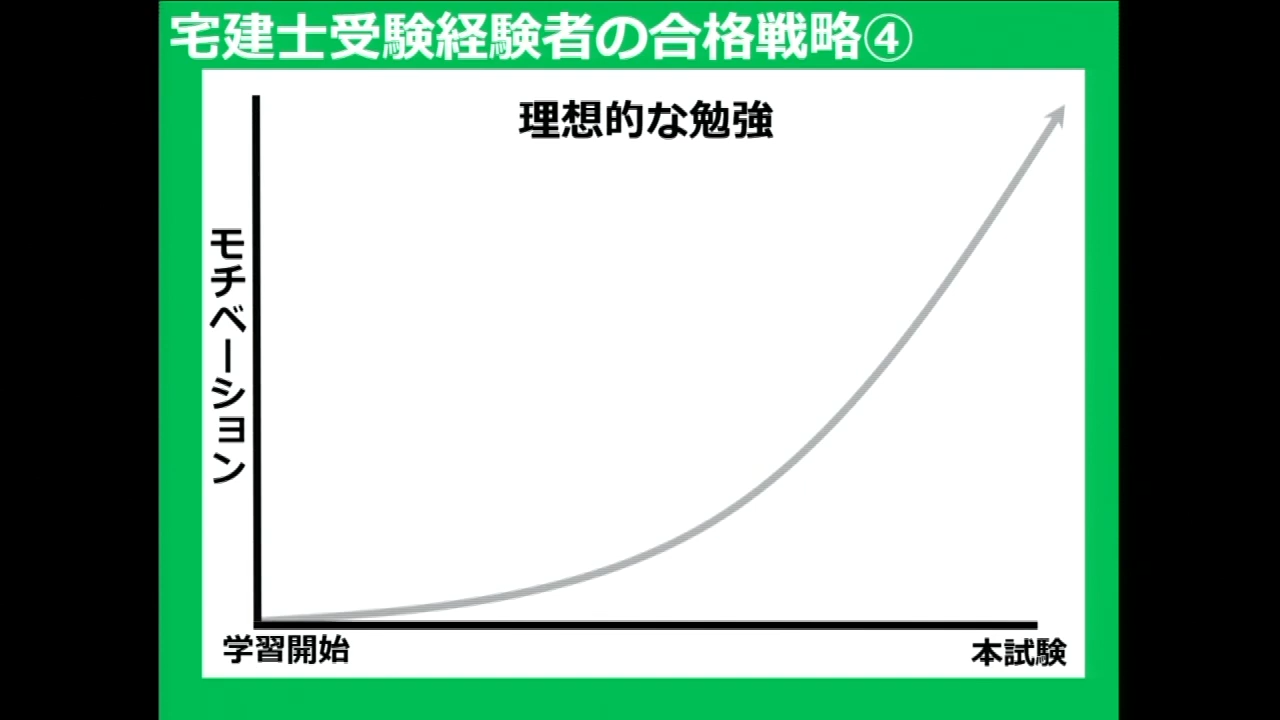 宅建士受験経験者の合格戦略④
理想的な勉強
モチベーション
学習開始
本試験